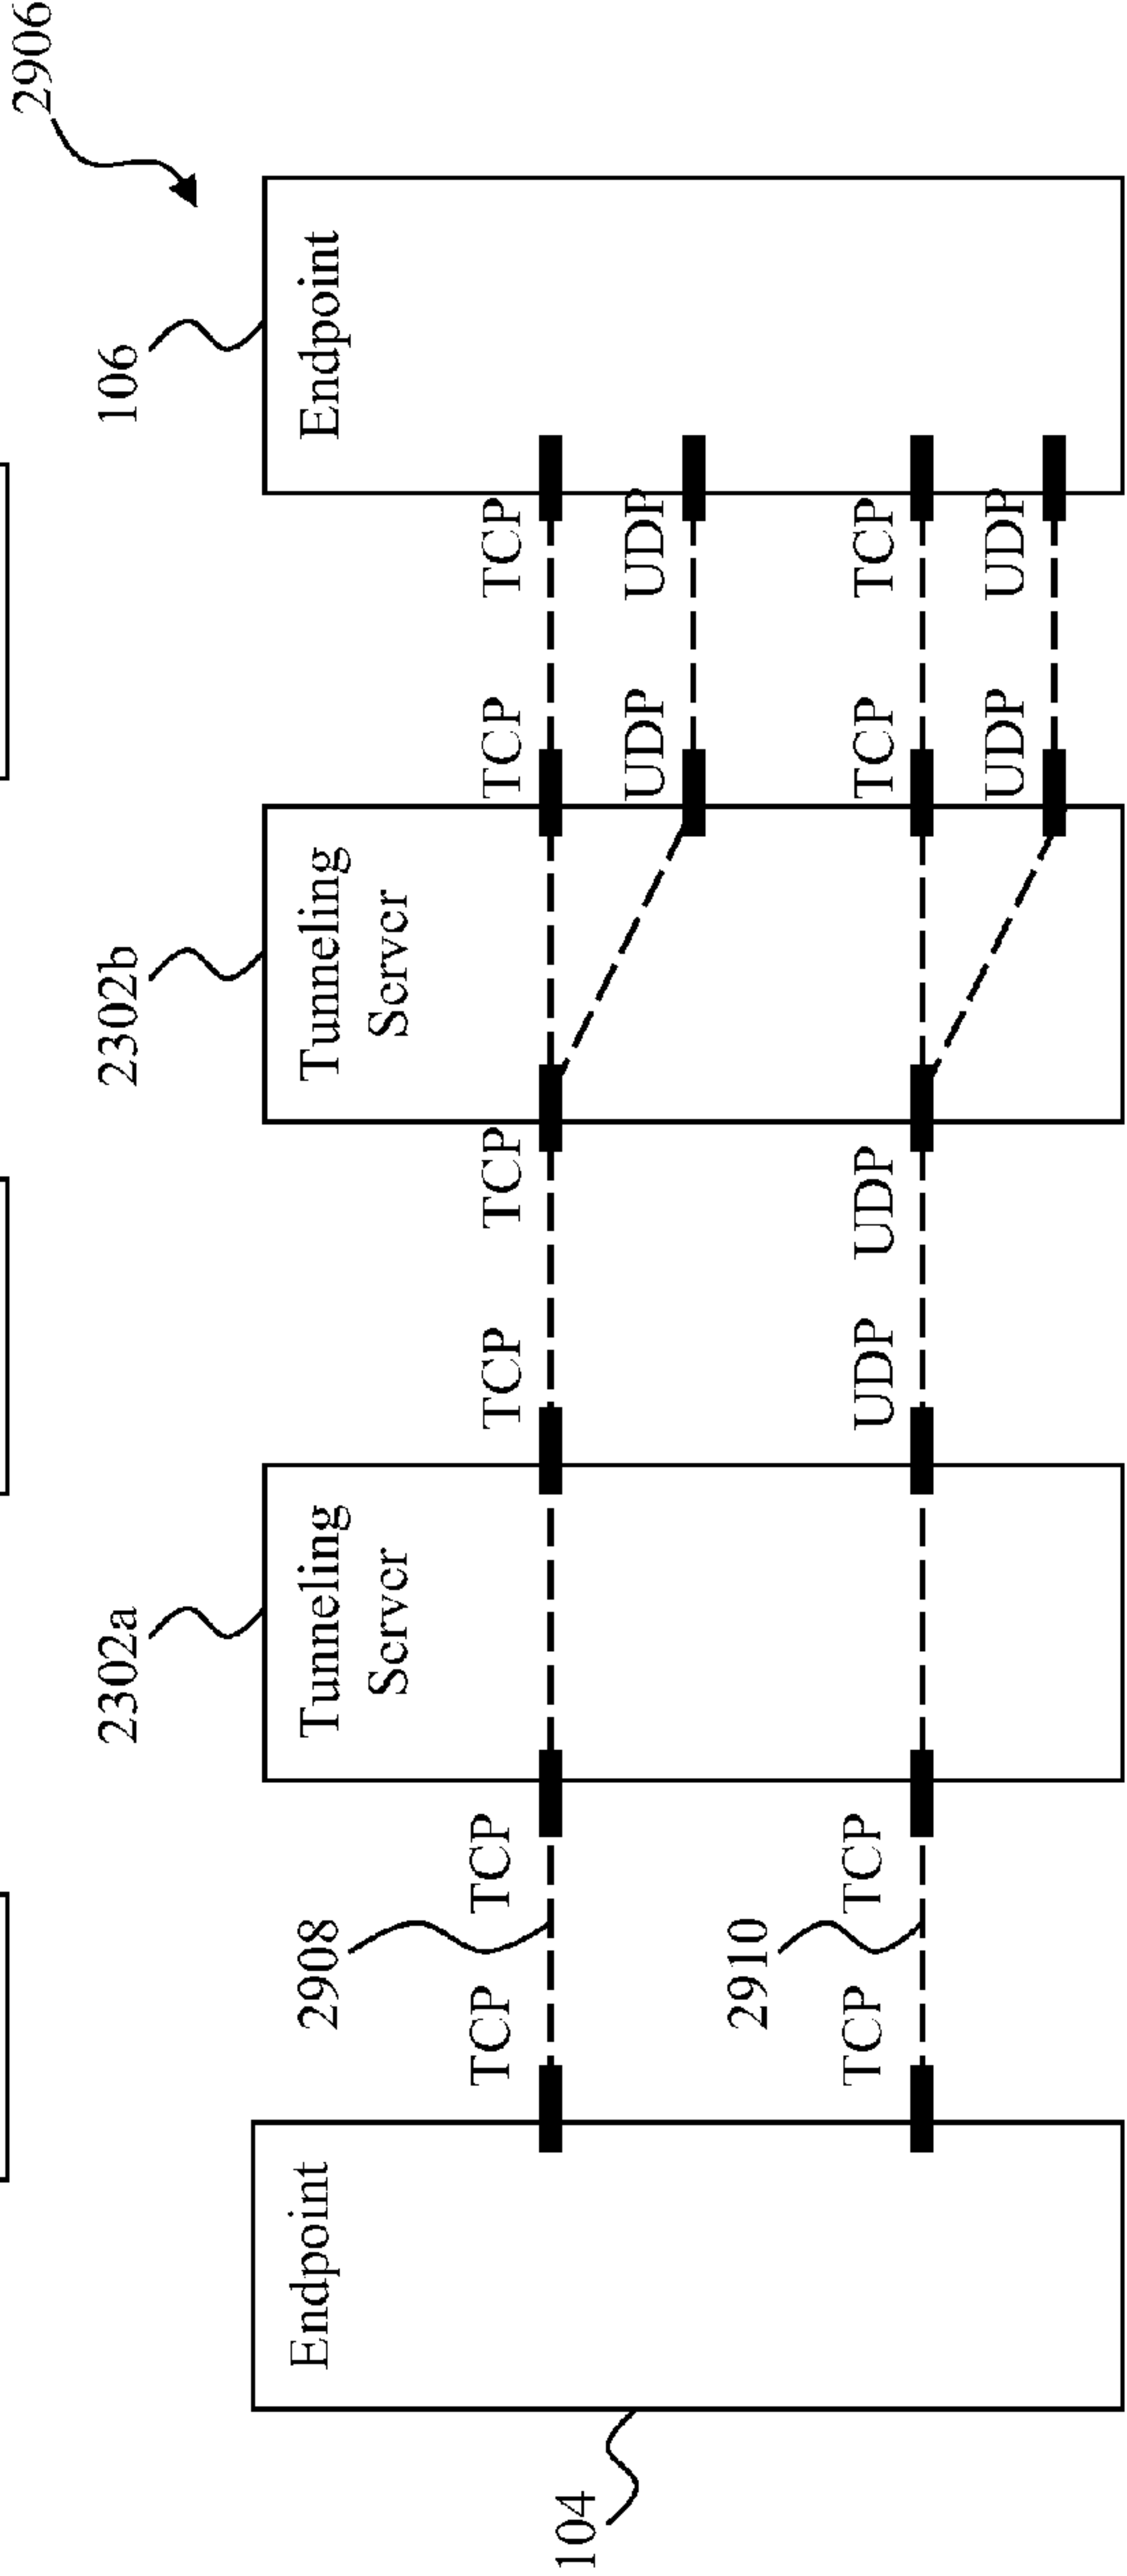 2906
2302a
2302b
106
Endpoint
Tunneling
Server
Tunneling
Server
Endpoint
2908
TCP
TCP
TCP
TCP
TCP
TCP
UDP
UDP
2910
TCP
TCP
UDP
UDP
TCP
TCP
UDP
UDP
104